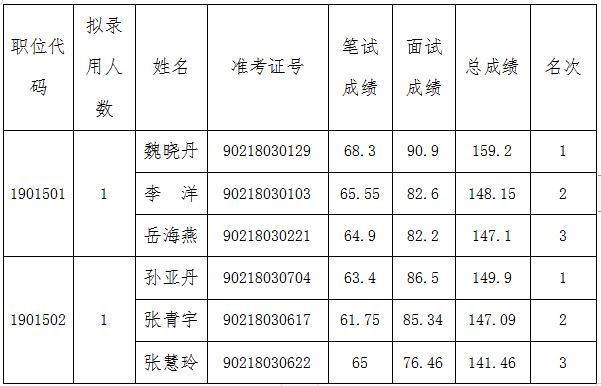 职位代码 拟录用人数 姓名 准考证号 笔试成绩 面试成绩 总成绩 名次
1901501 1 魏晓丹 90218030129 68.3 90.9 159.2 1
李 洋 90218030103 65.55 82.6 148.15 2
岳海燕 90218030221 64.9 82.2 147.1 3
1901502 1 孙亚丹 90218030704 63.4 86.5 149.9 1
张青宇 90218030617 61.75 85.34 147.09 2
张慧玲 90218030622 65 76.46 141.46 3